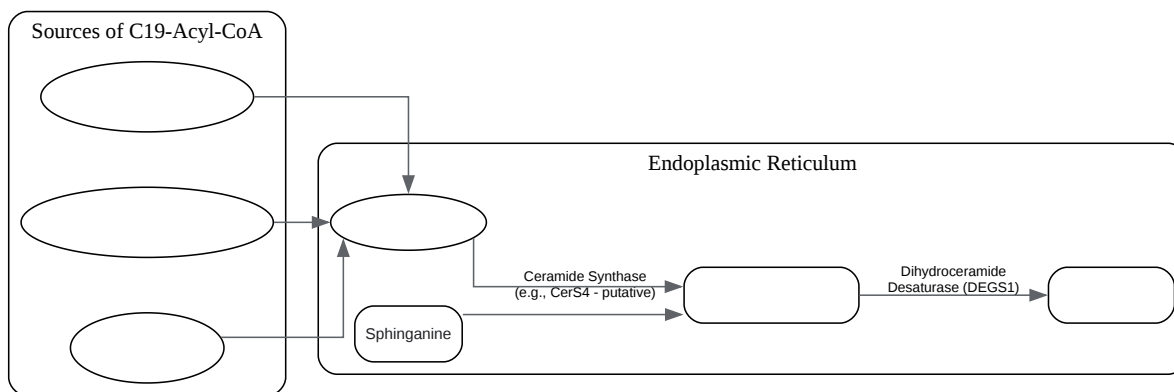 Sources of C19-Acyl-CoA
Endoplasmic Reticulum
Ceramide Synthase
(e.g., CerS4 - putative)
Dihydroceramide
Desaturase (DEGS1)
Sphinganine